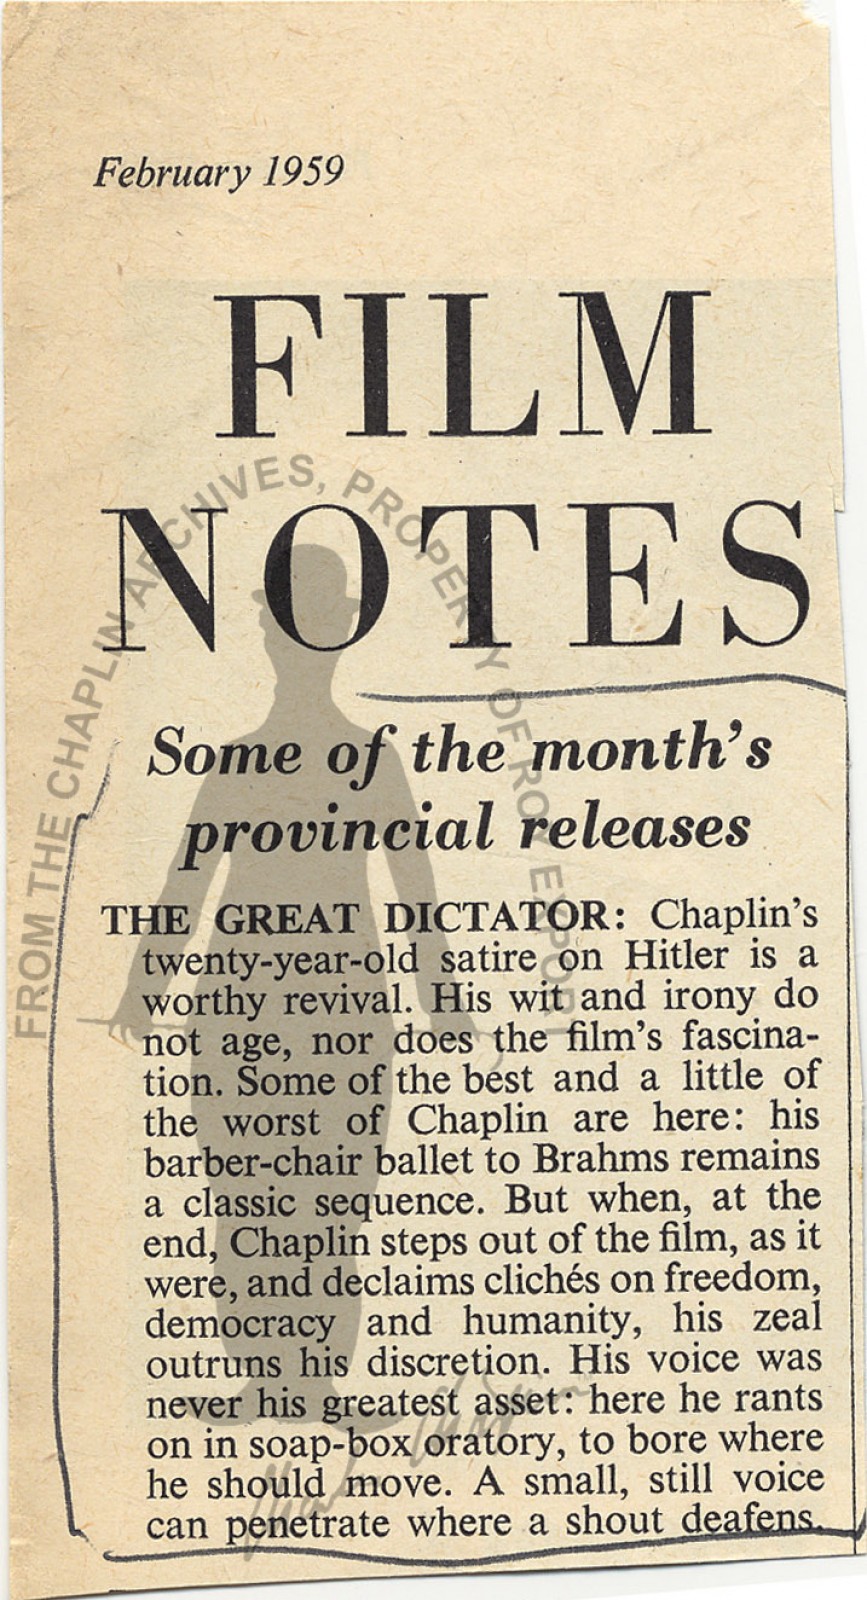 February 1959
FILM
NOTES
FROM THE CHAPLIN ARCHIVES, PROPERTY OF ROY EXPORT
Some of the month's
provincial releases
THE GREAT DICTATOR: Chaplin's
twenty-year-old satire on Hitler is a
worthy revival. His wit and irony do
not age, nor does the film's fascina-
tion. Some of the best and a little of
the worst of Chaplin are here: his
barber-chair ballet to Brahms remains
a classic sequence. But when, at the
end, Chaplin steps out of the film, as it
were, and declaims clichés on freedom,
democracy and humanity, his zeal
outruns his discretion. His voice was
never his greatest asset: here he rants
on in soap-box oratory, to bore where
he should move. A small, still voice
can penetrate where a shout deafens.